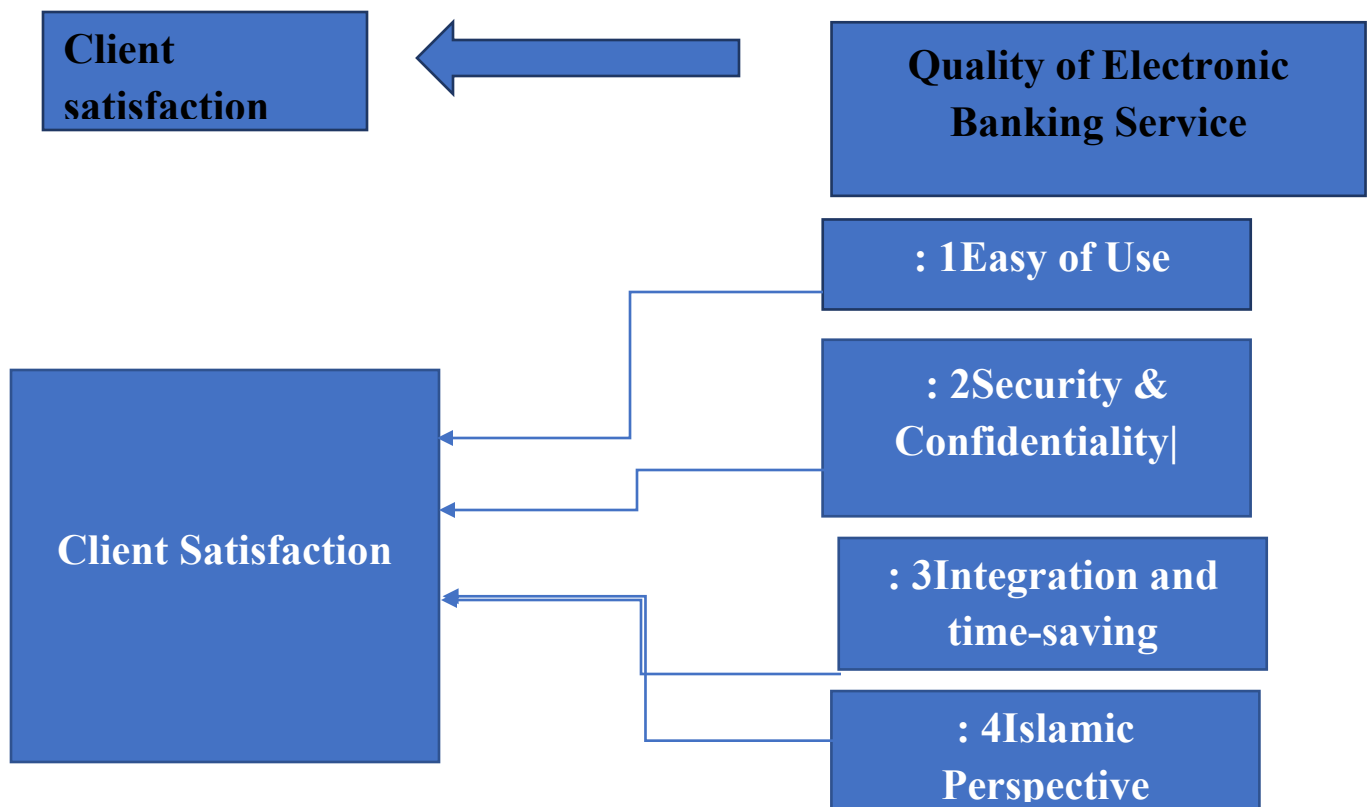 Client
satisfaction
Quality of Electronic
Banking Service
: 1Easy of Use
: 2Security &
Confidentiality|
Client Satisfaction
: 3Integration and
time-saving
: 4Islamic
Perspective